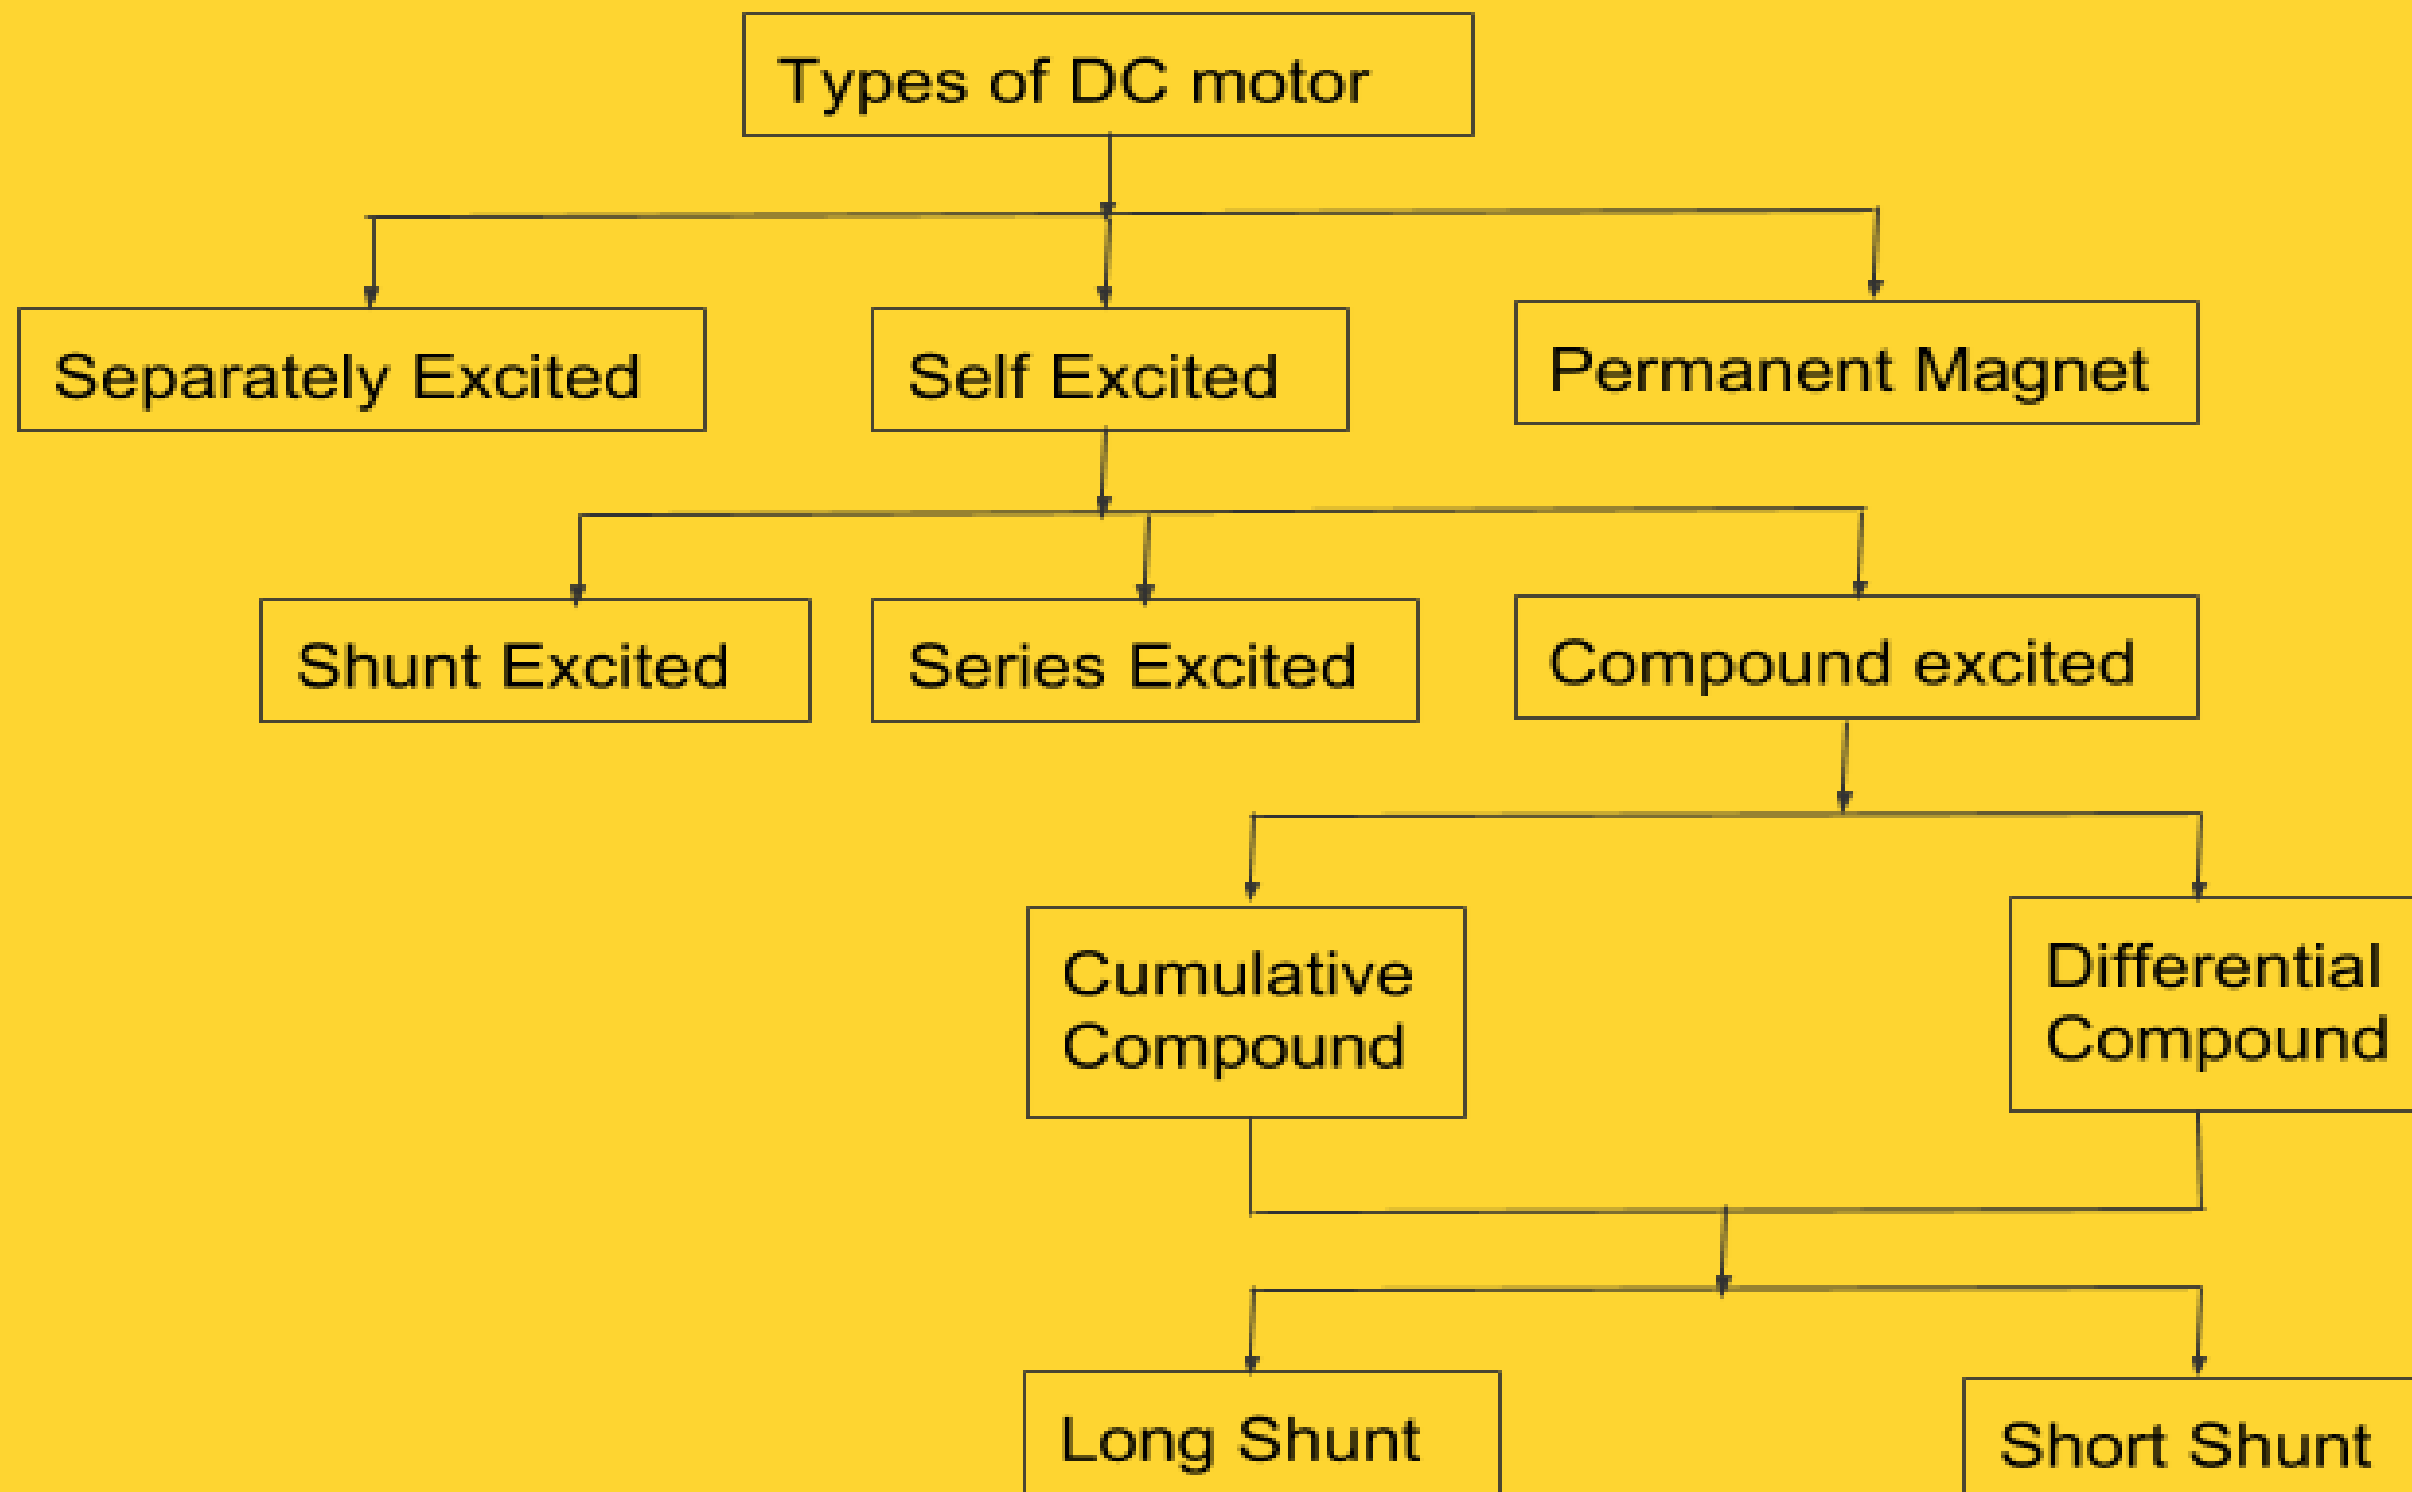 Types of DC motor
Separately Excited
Self Excited
Permanent Magnet
Shunt Excited
Series Excited
Compound excited
Cumulative
Compound
Differential
Compound
Long Shunt
Short Shunt